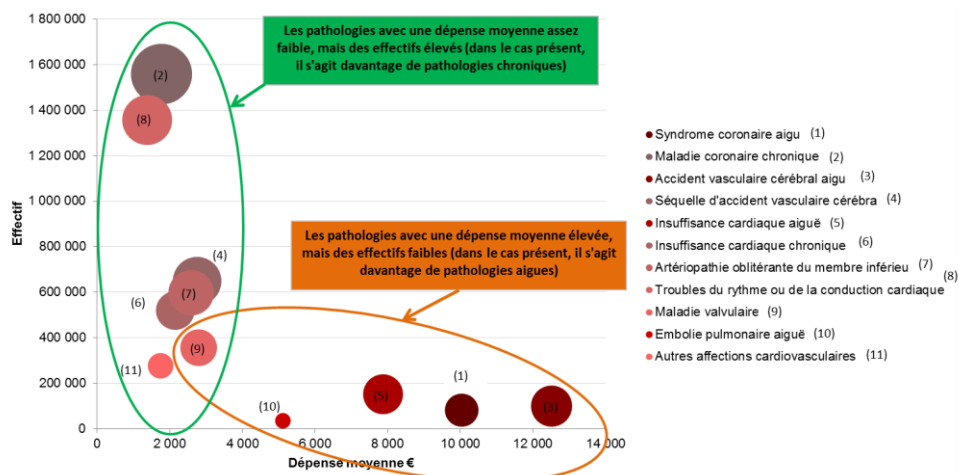 1 800 000
1 600 000
1 400 000
1 200 000
1 000 000
800 000
600 000
400 000
200 000
0
Effectif
Les pathologies avec une dépense moyenne assez
faible, mais des effectifs élevés (dans le cas présent,
il s'agit davantage de pathologies chroniques)
Les pathologies avec une dépense moyenne élevée,
mais des effectifs faibles (dans le cas présent, il s'agit
davantage de pathologies aigues)
(2)
(8)
(4)
(7)
(6)
(9)
(11)
(10)
(5)
(1)
(3)
0
2 000
4 000
6 000
8 000
10 000
12 000
14 000
Dépense moyenne €
Syndrome coronaire aigu (1)
Maladie coronaire chronique (2)
Accident vasculaire cérébral aigu (3)
Séquelle d'accident vasculaire cérébra (4)
Insuffisance cardiaque aiguë (5)
Insuffisance cardiaque chronique (6)
Artériopathie oblitérante du membre inférieu (7)
Troubles du rythme ou de la conduction cardiaque (8)
Maladie valvulaire (9)
Embolie pulmonaire aiguë (10)
Autres affections cardiovasculaires (11)